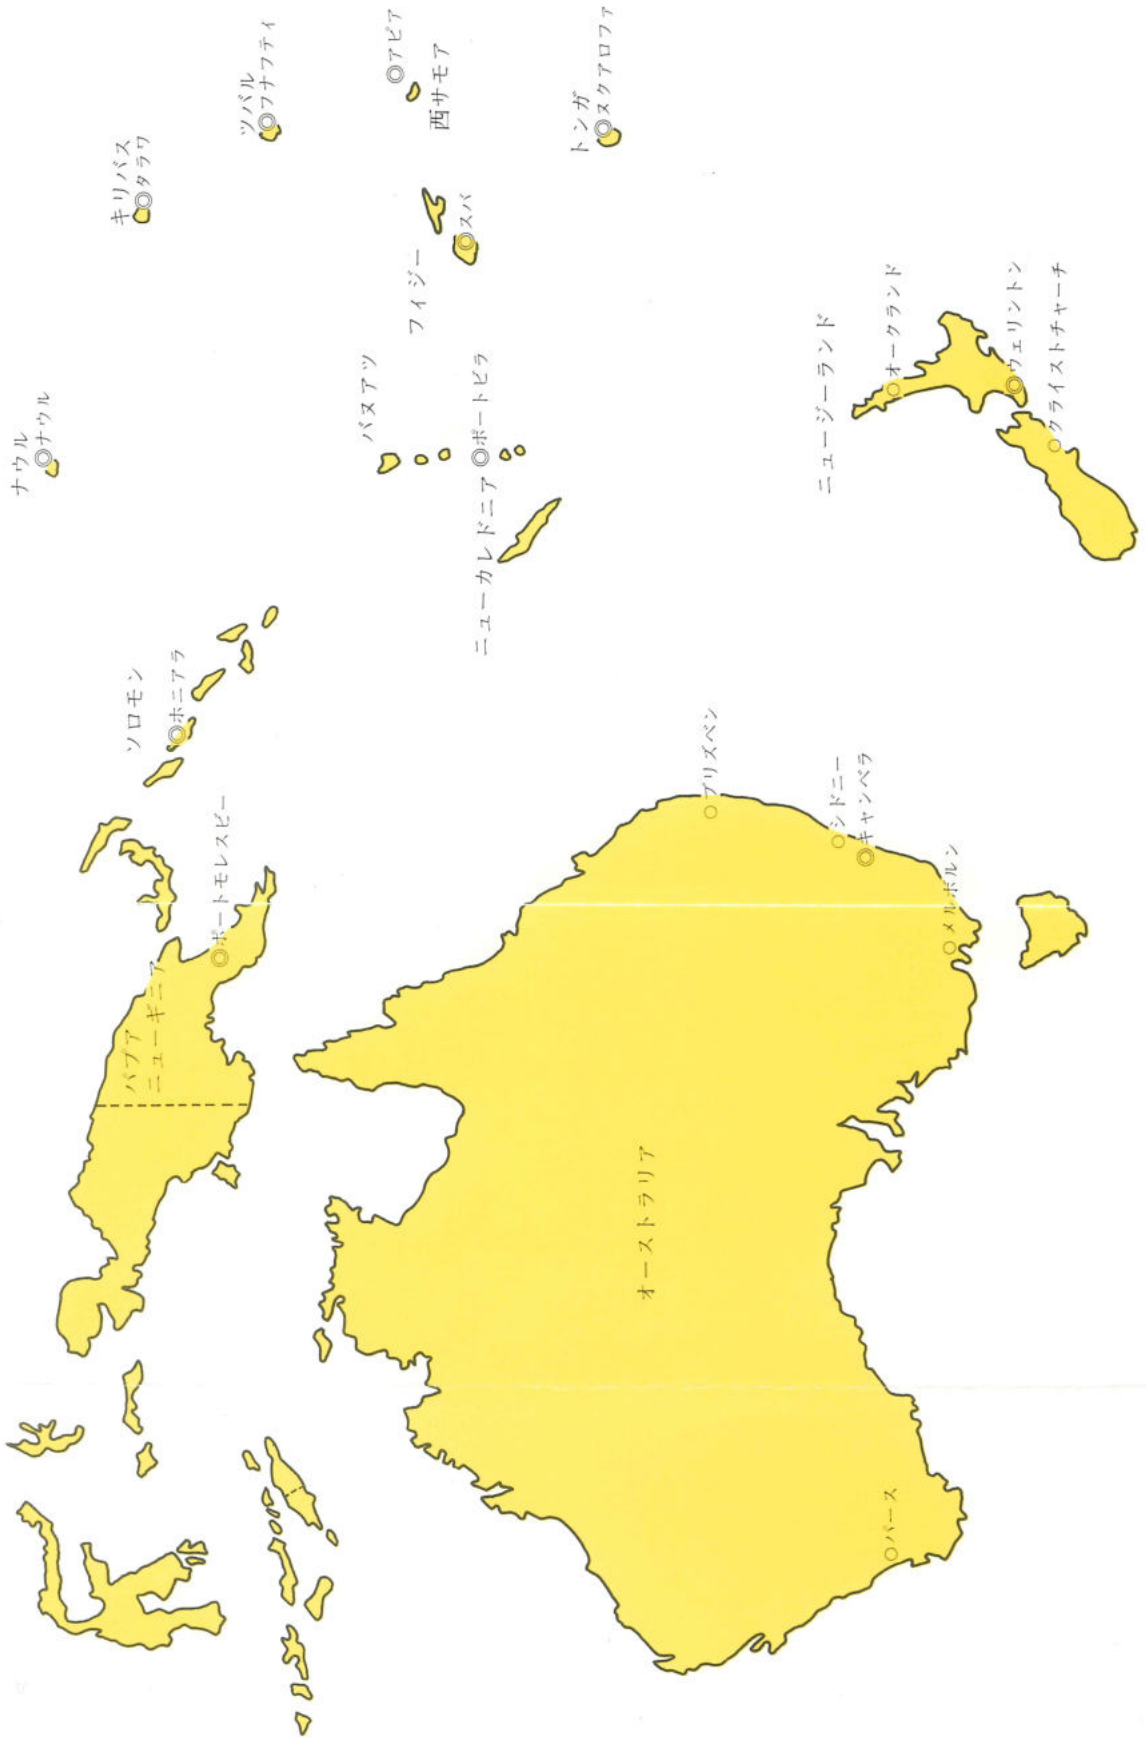 ナウル
ナウル
キリバス
タラワ
ツバル
フナフティ
アピア
西サモア
トンガ
ヌクアロファ
フィジー
スバ
バヌアツ
ポートビラ
ニューカレドニア
ソロモン
ホニアラ
ポートモレスビー
パプア
ニューギニア
オーストラリア
ブリズベン
シドニー
キャンベラ
メルボルン
パース
ニュージーランド
オークランド
ウェリントン
クライストチャーチ